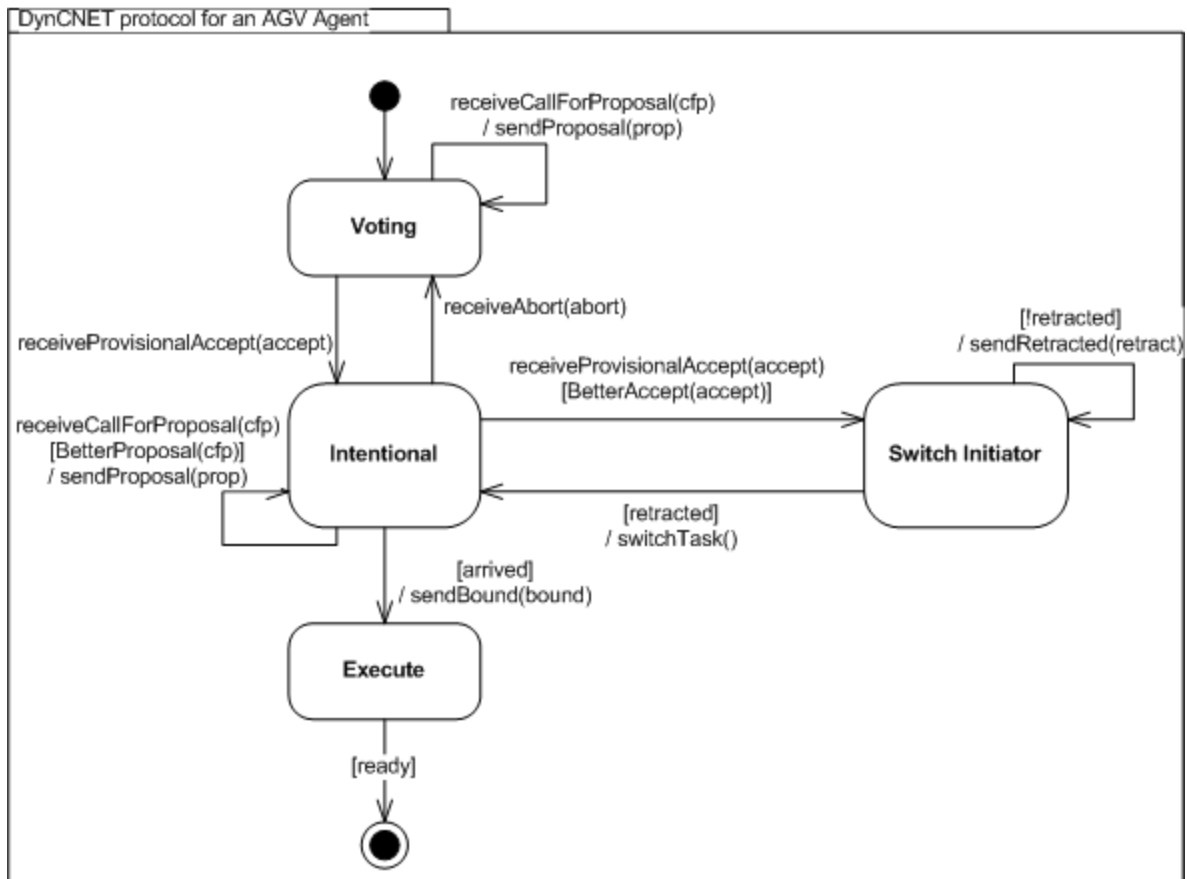 DynCNET protocol for an AGV Agent
receiveCallForProposal(cfp)
/ sendProposal(prop)
Voting
receiveAbort(abort)
receiveProvisionalAccept(accept)
[!retracted]
/ sendRetracted(retract)
receiveProvisionalAccept(accept)
[BetterAccept(accept)]
receiveCallForProposal(cfp)
[BetterProposal(cfp)]
/ sendProposal(prop)
Intentional
Switch Initiator
[retracted]
/ switchTask()
[arrived]
/ sendBound(bound)
Execute
[ready]